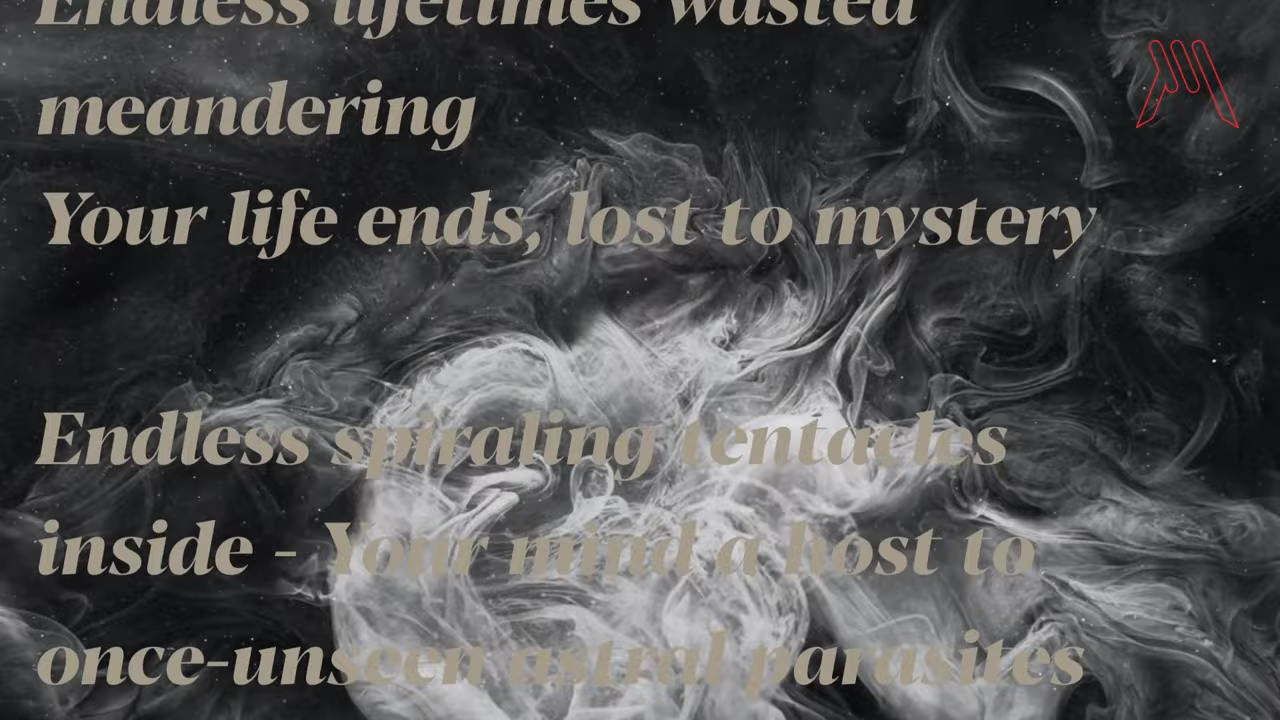 Endless lifetimes wasted
meandering
Your life ends, lost to mystery
Endless spiraling tentacles
inside - Your mind a host to
once-unseen astral parasites